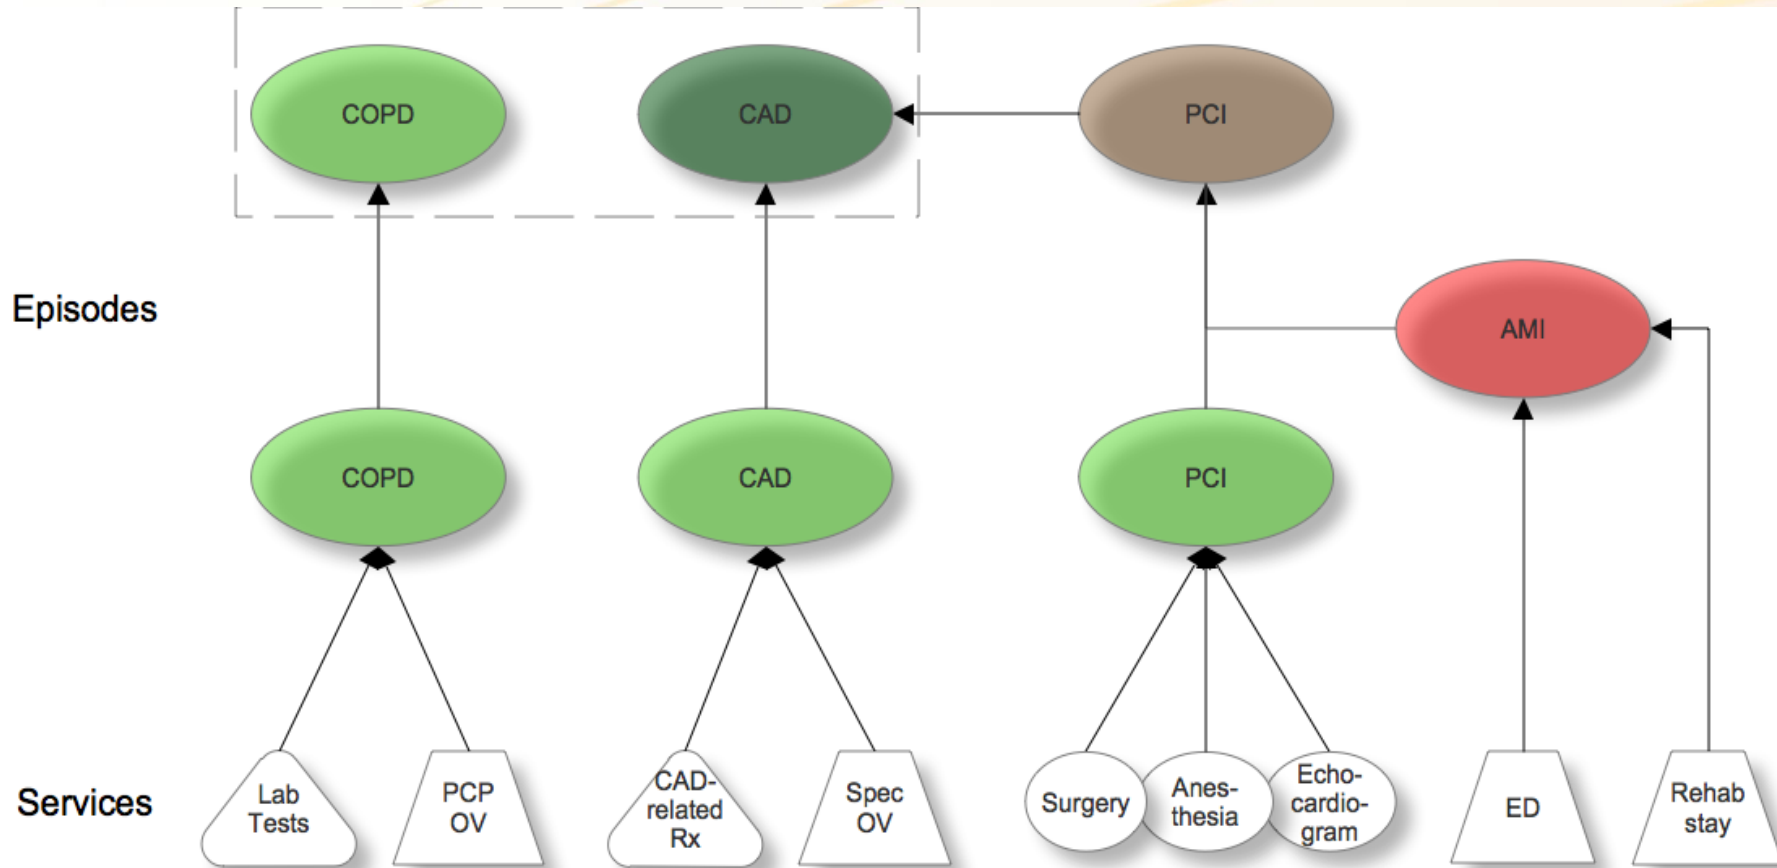 COPD
CAD
PCI
Episodes
AMI
COPD
CAD
PCI
Services
Lab
Tests
PCP
OV
CAD-
related
Rx
Spec
OV
Surgery
Anes-
thesia
Echo-
cardio-
gram
ED
Rehab
stay